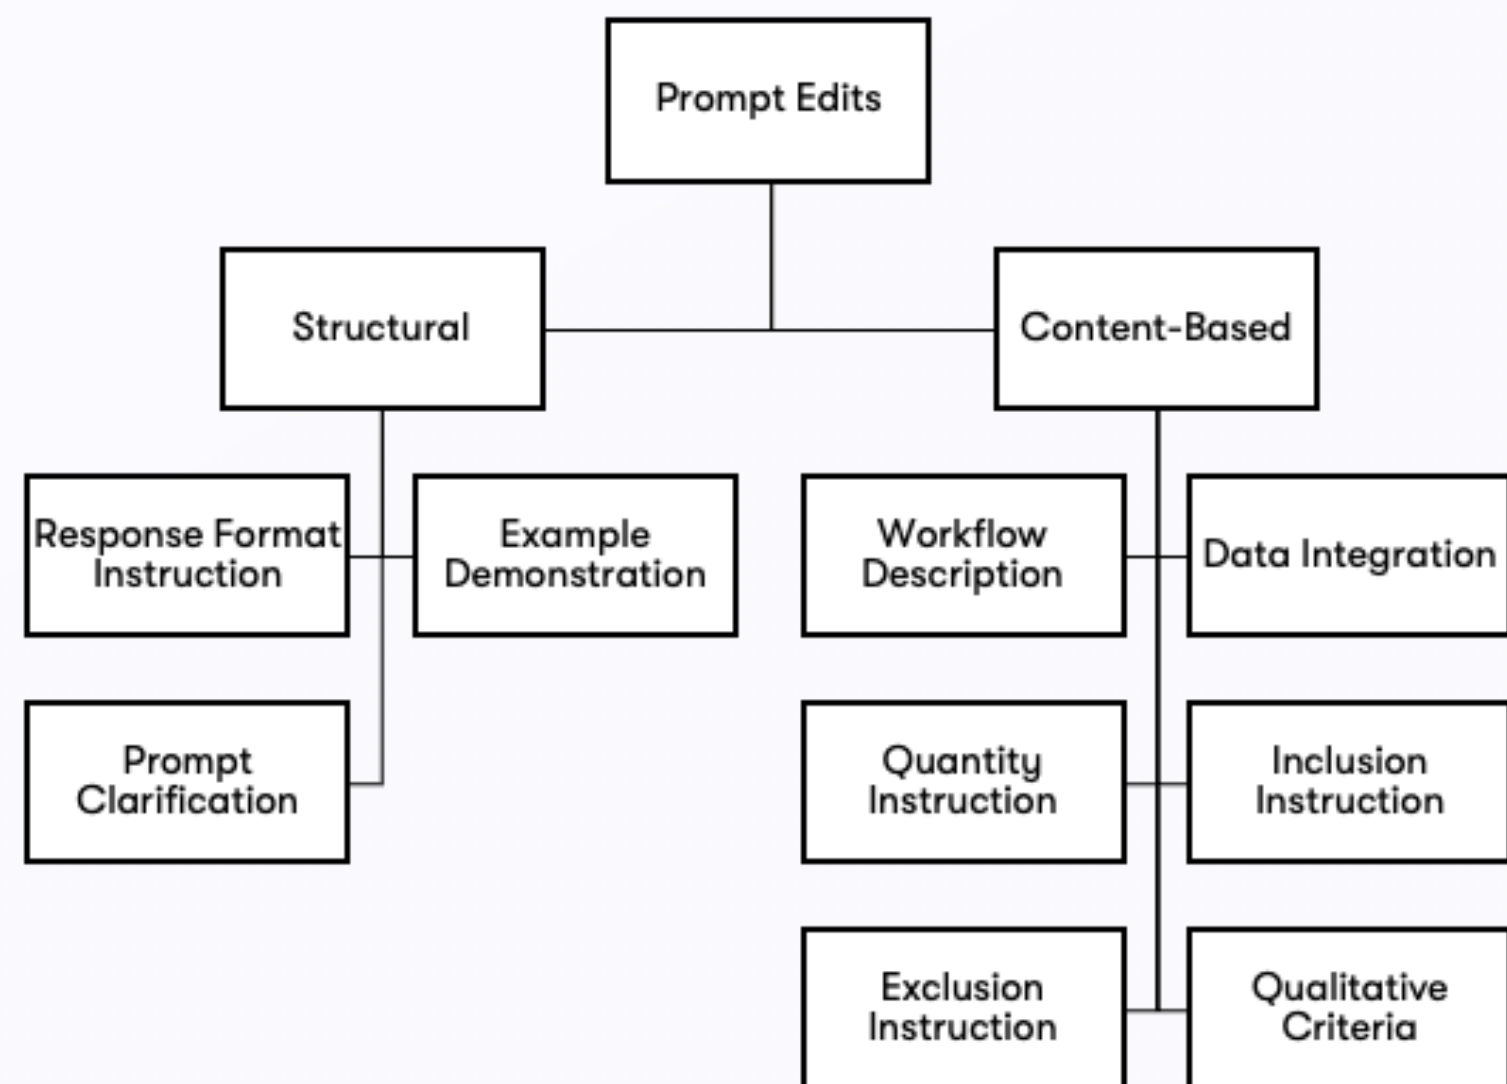 Prompt Edits
Structural
Content-Based
Response Format
Instruction
Example
Demonstration
Workflow
Description
Data Integration
Prompt
Clarification
Quantity
Instruction
Inclusion
Instruction
Exclusion
Instruction
Qualitative
Criteria